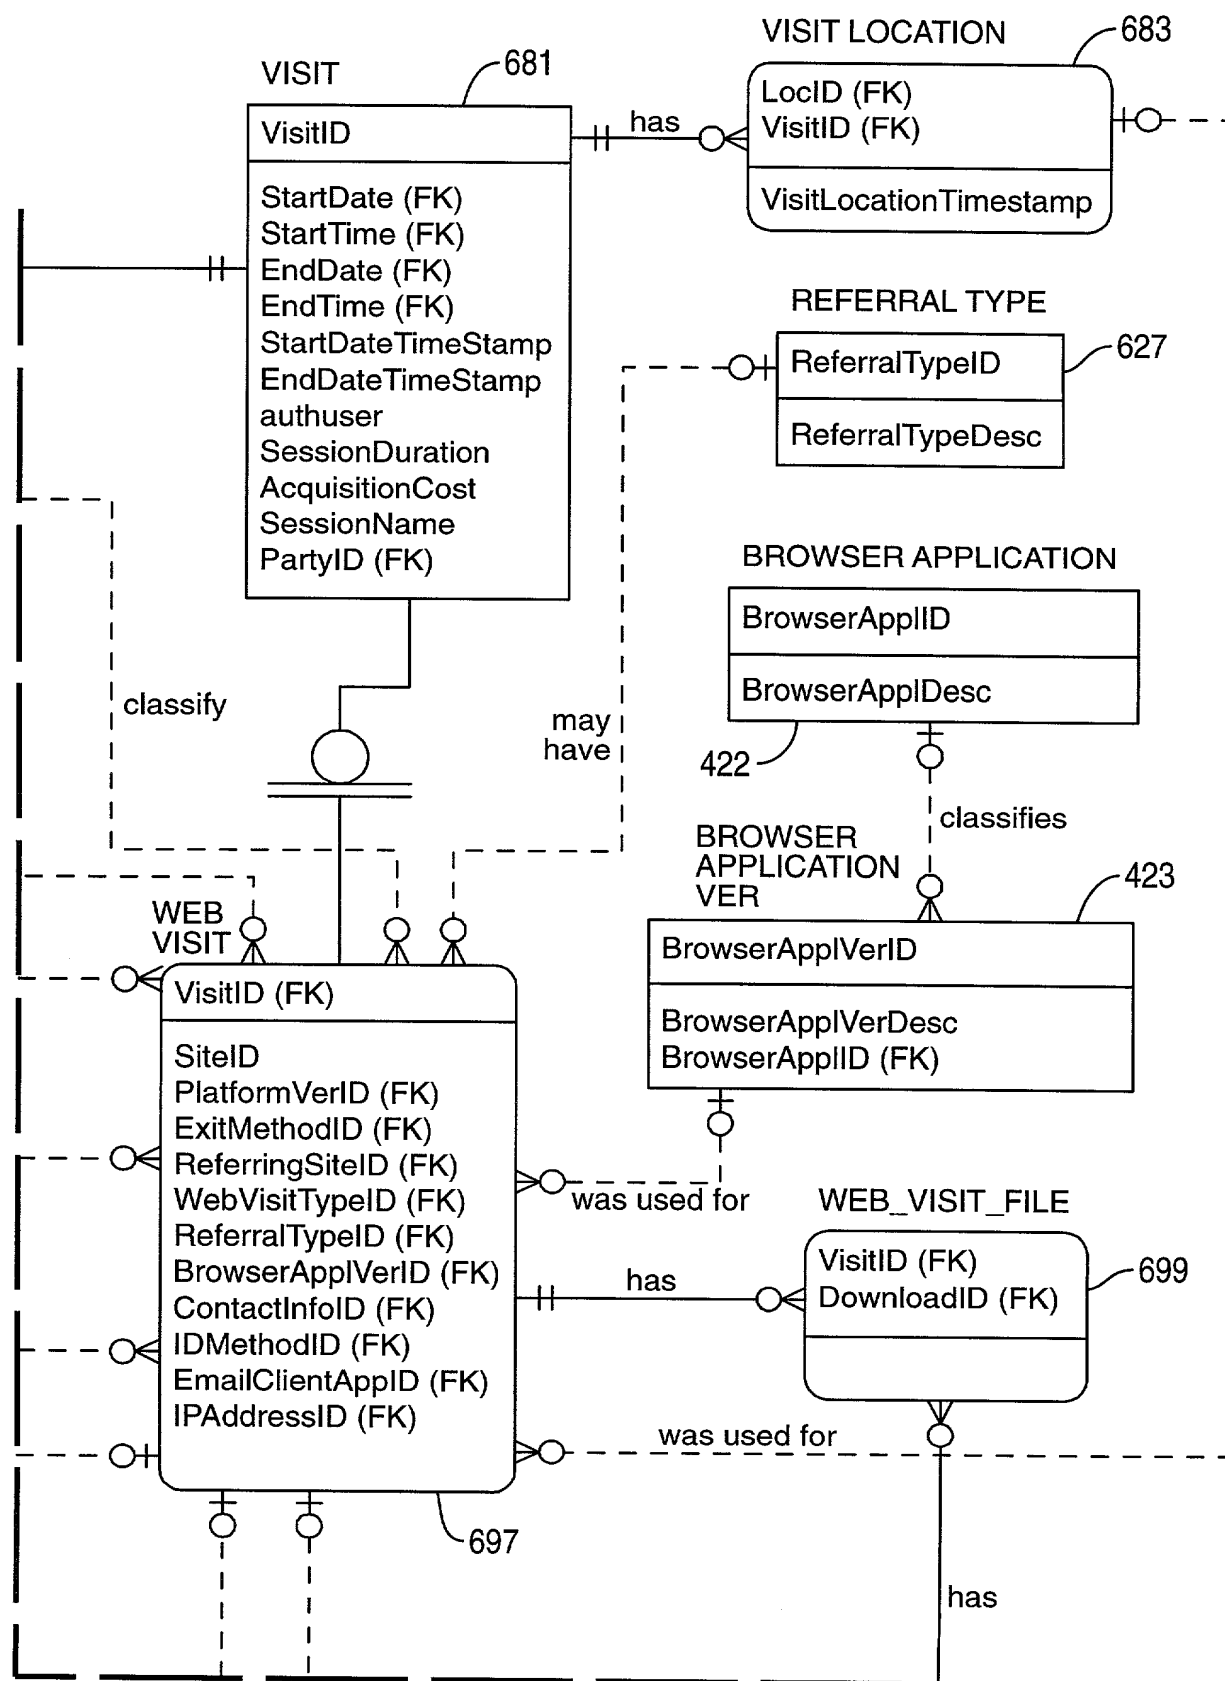 VISIT
681
VisitID
StartDate (FK)
StartTime (FK)
EndDate (FK)
EndTime (FK)
StartDateTimeStamp
EndDateTimeStamp
authuser
SessionDuration
AcquisitionCost
SessionName
PartyID (FK)
has
VISIT LOCATION
683
LocID (FK)
VisitID (FK)
VisitLocationTimestamp
REFERRAL TYPE
627
ReferralTypeID
ReferralTypeDesc
BROWSER APPLICATION
BrowserApplID
BrowserApplDesc
422
classify
may
have
classifies
BROWSER
APPLICATION
VER
423
BrowserApplVerID
BrowserApplVerDesc
BrowserApplID (FK)
WEB
VISIT
VisitID (FK)
SiteID
PlatformVerID (FK)
ExitMethodID (FK)
ReferringSiteID (FK)
WebVisitTypeID (FK)
ReferralTypeID (FK)
BrowserApplVerID (FK)
ContactInfoID (FK)
IDMethodID (FK)
EmailClientAppID (FK)
IPAddressID (FK)
697
was used for
has
WEB_VISIT_FILE
699
VisitID (FK)
DownloadID (FK)
was used for
has